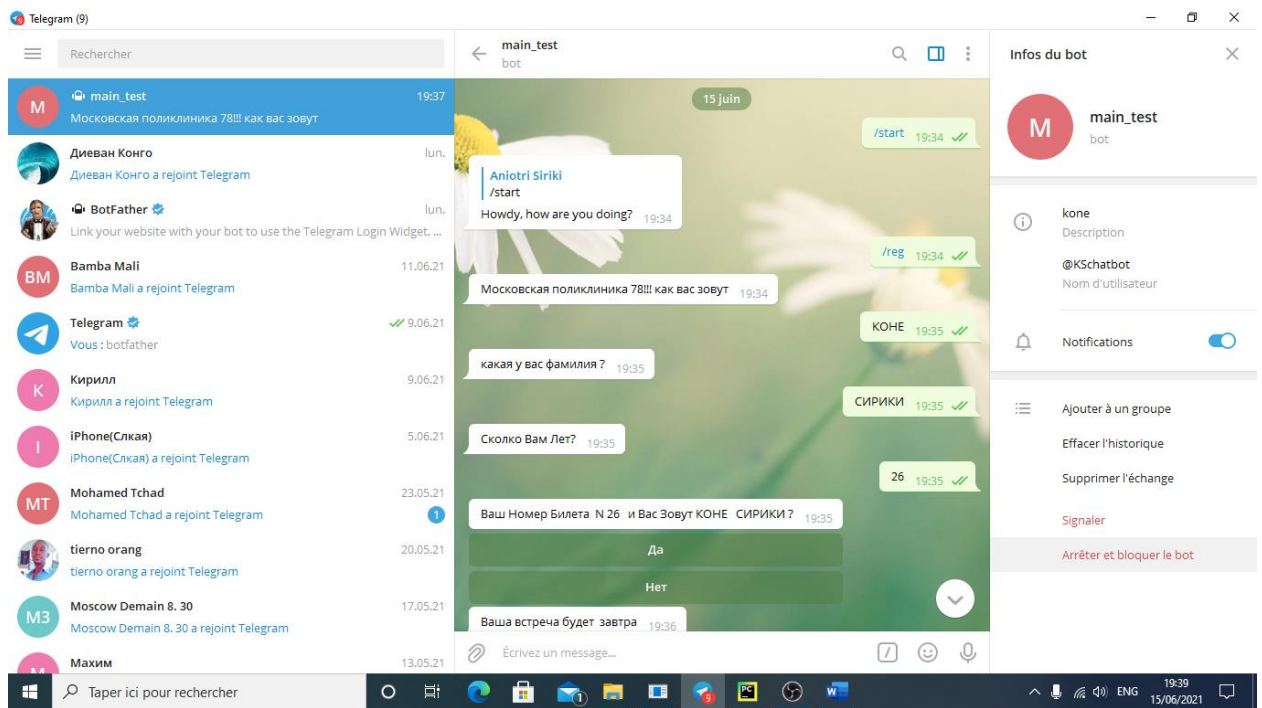 Telegram (9)
Rechercher
main_test
19:37
Московская поликлиника 78!!! как вас зовут
Диеван Конго
lun.
Диеван Конго a rejoint Telegram
BotFather
lun.
Link your website with your bot to use the Telegram Login Widget. ...
BM
Bamba Mali
11.06.21
Bamba Mali a rejoint Telegram
Telegram
9.06.21
Vous : botfather
К
Кирилл
9.06.21
Кирилл a rejoint Telegram
I
iPhone(Слкая)
5.06.21
iPhone(Слкая) a rejoint Telegram
MT
Mohamed Tchad
23.05.21
Mohamed Tchad a rejoint Telegram
1
tierno orang
20.05.21
tierno orang a rejoint Telegram
M3
Moscow Demain 8. 30
17.05.21
Moscow Demain 8. 30 a rejoint Telegram
Махим
13.05.21
main_test
bot
15 juin
/start 19:34
Aniotri Siriki
/start
Howdy, how are you doing? 19:34
/reg 19:34
Московская поликлиника 78!!! как вас зовут 19:34
КОНЕ 19:35
какая у вас фамилия ? 19:35
СИРИКИ 19:35
Сколко Вам Лет? 19:35
26 19:35
Ваш Номер Билета N 26 и Вас Зовут КОНЕ СИРИКИ ? 19:35
Да
Нет
Ваша встреча будет завтра 19:36
Écrivez un message...
Infos du bot
M
main_test
bot
kone
Description
@KSchatbot
Nom d'utilisateur
Notifications
Ajouter à un groupe
Effacer l'historique
Supprimer l'échange
Signaler
Arrêter et bloquer le bot
Taper ici pour rechercher
ENG
19:39
15/06/2021